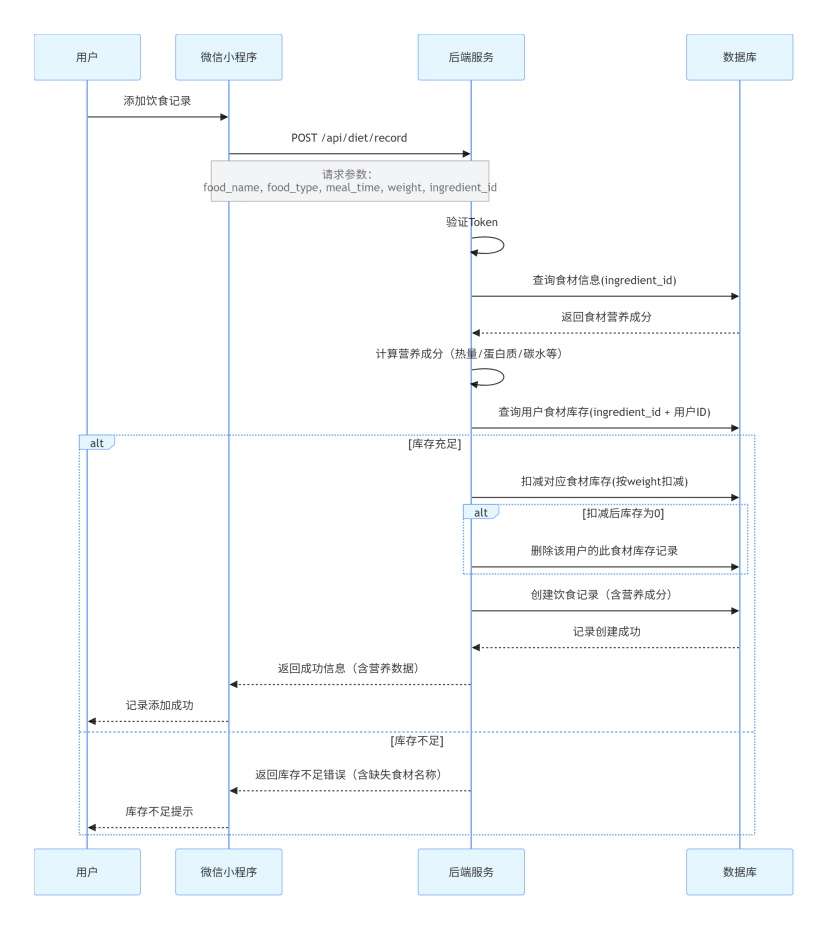 用户
微信小程序
后端服务
数据库
添加饮食记录
POST /api/diet/record
请求参数：
food_name, food_type, meal_time, weight, ingredient_id
验证Token
查询食材信息(ingredient_id)
返回食材营养成分
计算营养成分（热量/蛋白质/碳水等）
查询用户食材库存(ingredient_id + 用户ID)
alt
[库存充足]
扣减对应食材库存(按weight扣减)
alt
[扣减后库存为0]
删除该用户的此食材库存记录
创建饮食记录（含营养成分）
记录创建成功
返回成功信息（含营养数据）
记录添加成功
[库存不足]
返回库存不足错误（含缺失食材名称）
库存不足提示
用户
微信小程序
后端服务
数据库